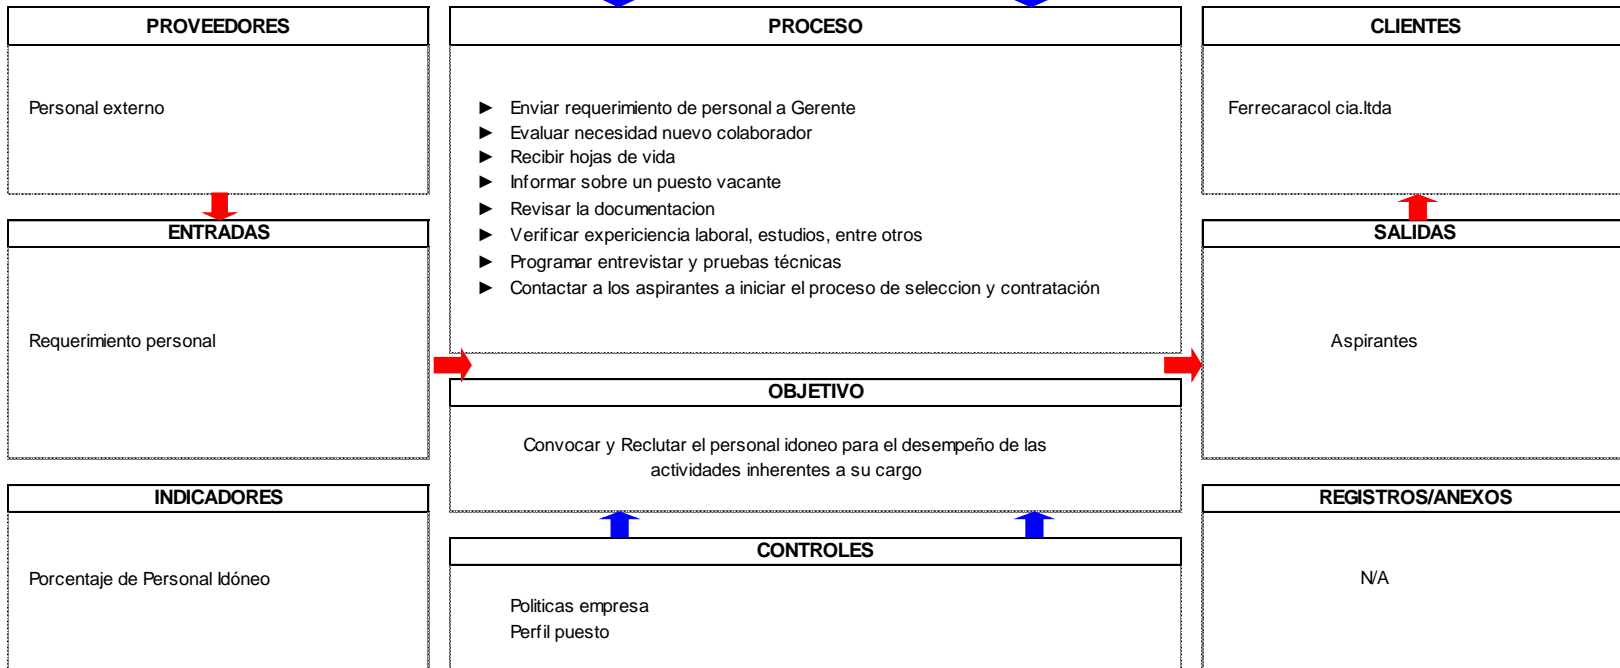 PROVEEDORES
Personal externo
ENTRADAS
Requerimiento personal
INDICADORES
Porcentaje de Personal Idóneo
PROCESO
► Enviar requerimiento de personal a Gerente
► Evaluar necesidad nuevo colaborador
► Recibir hojas de vida
► Informar sobre un puesto vacante
► Revisar la documentacion
► Verificar expericiencia laboral, estudios, entre otros
► Programar entrevistar y pruebas técnicas
► Contactar a los aspirantes a iniciar el proceso de seleccion y contratación
OBJETIVO
Convocar y Reclutar el personal idoneo para el desempeño de las
actividades inherentes a su cargo
CONTROLES
Politicas empresa
Perfil puesto
CLIENTES
Ferrecaracol cia.ltda
SALIDAS
Aspirantes
REGISTROS/ANEXOS
N/A